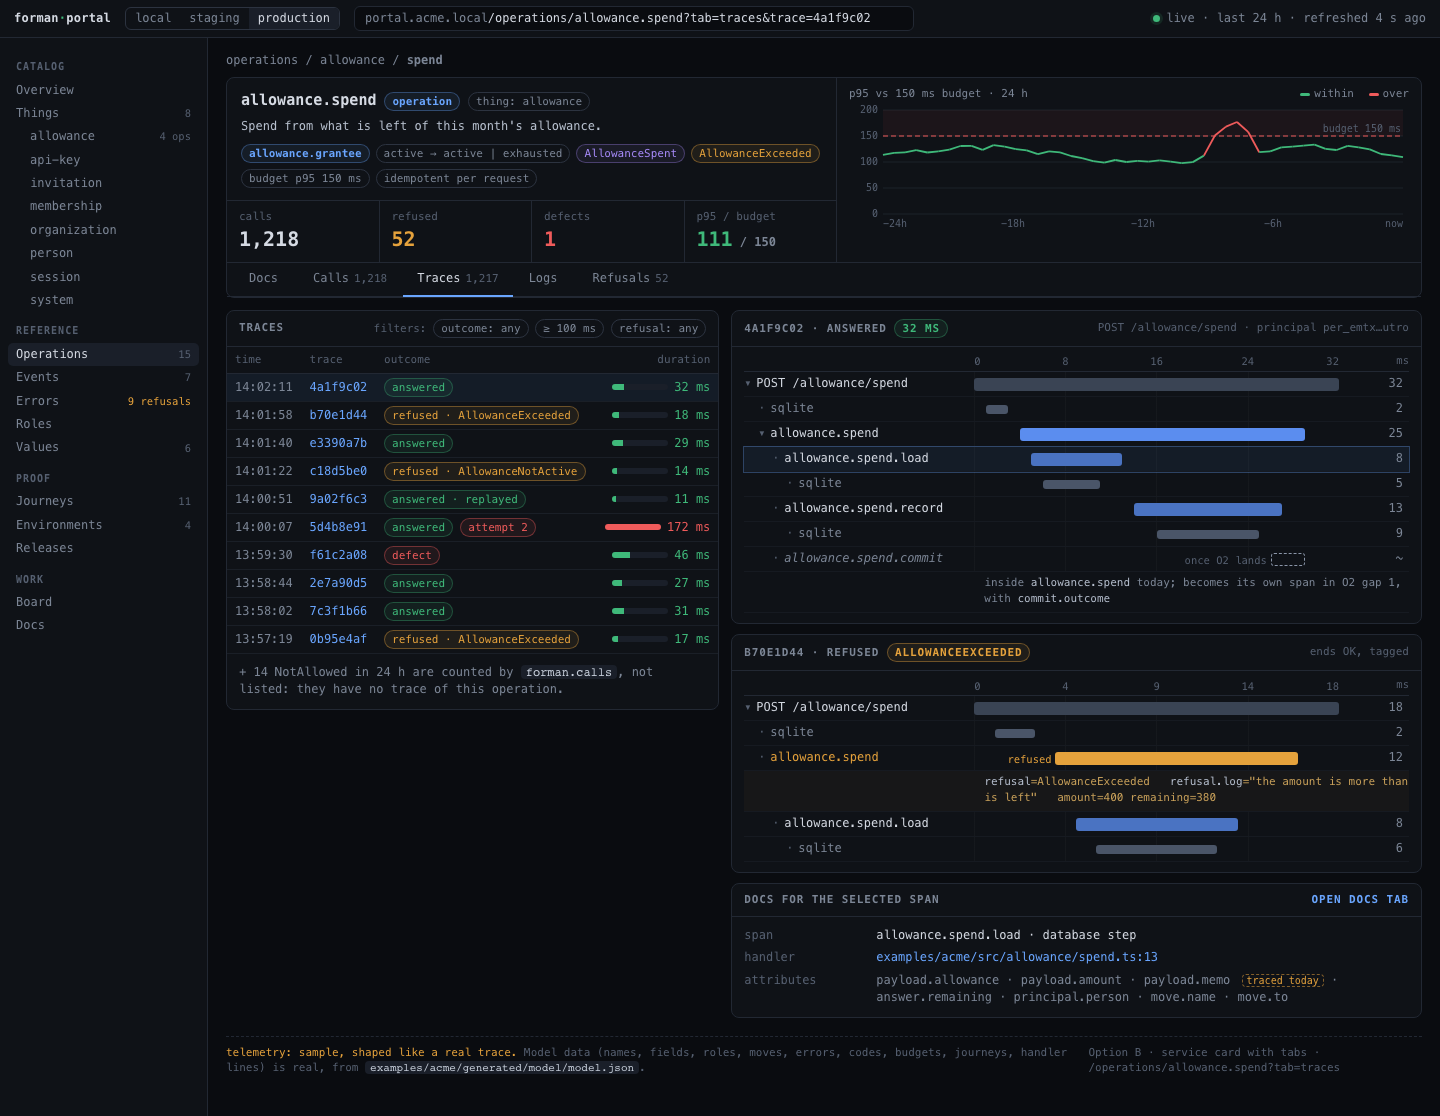 forman·portal
local staging production
portal.acme.local/operations/allowance.spend?tab=traces&trace=4a1f9c02
live · last 24 h · refreshed 4 s ago
CATALOG
Overview
Things 8
allowance 4 ops
api-key
invitation
membership
organization
person
session
system
REFERENCE
Operations 15
Events 7
Errors 9 refusals
Roles
Values 6
PROOF
Journeys 11
Environments 4
Releases
WORK
Board
Docs
operations / allowance / spend
allowance.spend operation thing: allowance
Spend from what is left of this month's allowance.
allowance.grantee active → active | exhausted AllowanceSpent AllowanceExceeded
budget p95 150 ms idempotent per request
calls
1,218
refused
52
defects
1
p95 / budget
111 / 150
p95 vs 150 ms budget · 24 h
within over
200
150
100
50
0
budget 150 ms
−24h −18h −12h −6h now
Docs Calls 1,218 Traces 1,217 Logs Refusals 52
TRACES filters: outcome: any ≥ 100 ms refusal: any
time trace outcome duration
14:02:11 4a1f9c02 answered 32 ms
14:01:58 b70e1d44 refused · AllowanceExceeded 18 ms
14:01:40 e3390a7b answered 29 ms
14:01:22 c18d5be0 refused · AllowanceNotActive 14 ms
14:00:51 9a02f6c3 answered · replayed 11 ms
14:00:07 5d4b8e91 answered attempt 2 172 ms
13:59:30 f61c2a08 defect 46 ms
13:58:44 2e7a90d5 answered 27 ms
13:58:02 7c3f1b66 answered 31 ms
13:57:19 0b95e4af refused · AllowanceExceeded 17 ms
+ 14 NotAllowed in 24 h are counted by forman.calls, not
listed: they have no trace of this operation.
4A1F9C02 · ANSWERED 32 MS
POST /allowance/spend · principal per_emtx…utro
0 8 16 24 32 ms
▾ POST /allowance/spend 32
· sqlite 2
▾ allowance.spend 25
· allowance.spend.load 8
· sqlite 5
· allowance.spend.record 13
· sqlite 9
· allowance.spend.commit once O2 lands ~
inside allowance.spend today; becomes its own span in O2 gap 1,
with commit.outcome
B70E1D44 · REFUSED ALLOWANCEEXCEEDED
ends OK, tagged
0 4 9 14 18 ms
▾ POST /allowance/spend 18
· sqlite 2
· allowance.spend refused 12
refusal=AllowanceExceeded refusal.log="the amount is more than
is left" amount=400 remaining=380
· allowance.spend.load 8
· sqlite 6
DOCS FOR THE SELECTED SPAN OPEN DOCS TAB
span allowance.spend.load · database step
handler examples/acme/src/allowance/spend.ts:13
attributes payload.allowance · payload.amount · payload.memo traced today ·
answer.remaining · principal.person · move.name · move.to
telemetry: sample, shaped like a real trace. Model data (names, fields, roles, moves, errors, codes, budgets, journeys, handler
lines) is real, from examples/acme/generated/model/model.json.
Option B · service card with tabs ·
/operations/allowance.spend?tab=traces